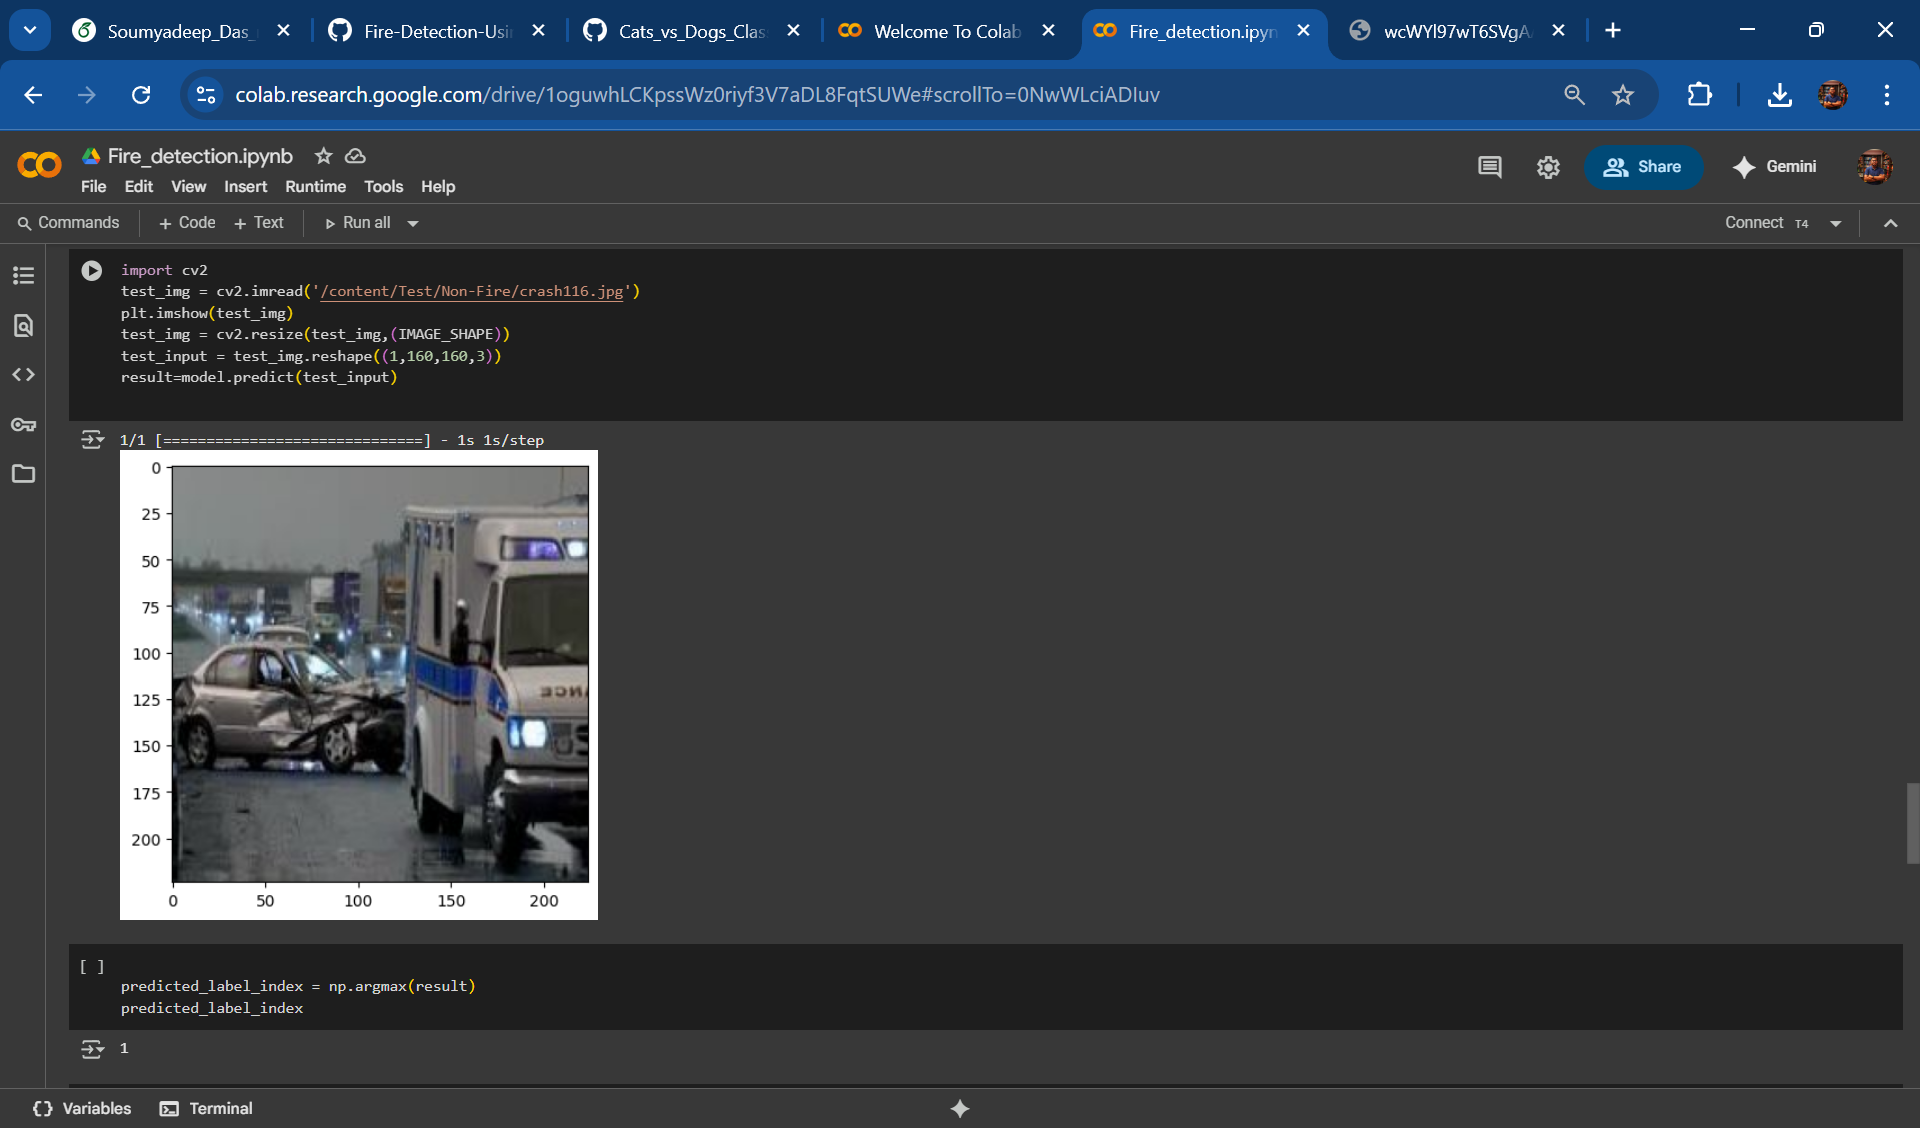 Soumyadeep_Das_
Fire-Detection-Usi
Cats_vs_Dogs_Clas
Welcome To Colab
Fire_detection.ipyn
wcWYl97wT6SVgA
colab.research.google.com/drive/1oguwhLCKpssWz0riyf3V7aDL8FqtSUWe#scrollTo=0NwWLciADluv
Fire_detection.ipynb
File Edit View Insert Runtime Tools Help
Share
Gemini
Commands + Code + Text Run all
Connect T4
import cv2
test_img = cv2.imread('/content/Test/Non-Fire/crash116.jpg')
plt.imshow(test_img)
test_img = cv2.resize(test_img,(IMAGE_SHAPE))
test_input = test_img.reshape((1,160,160,3))
result=model.predict(test_input)
1/1 [==============================] - 1s 1s/step
0
25
50
75
100
125
150
175
200
0 50 100 150 200
[ ]
predicted_label_index = np.argmax(result)
predicted_label_index
1
Variables Terminal